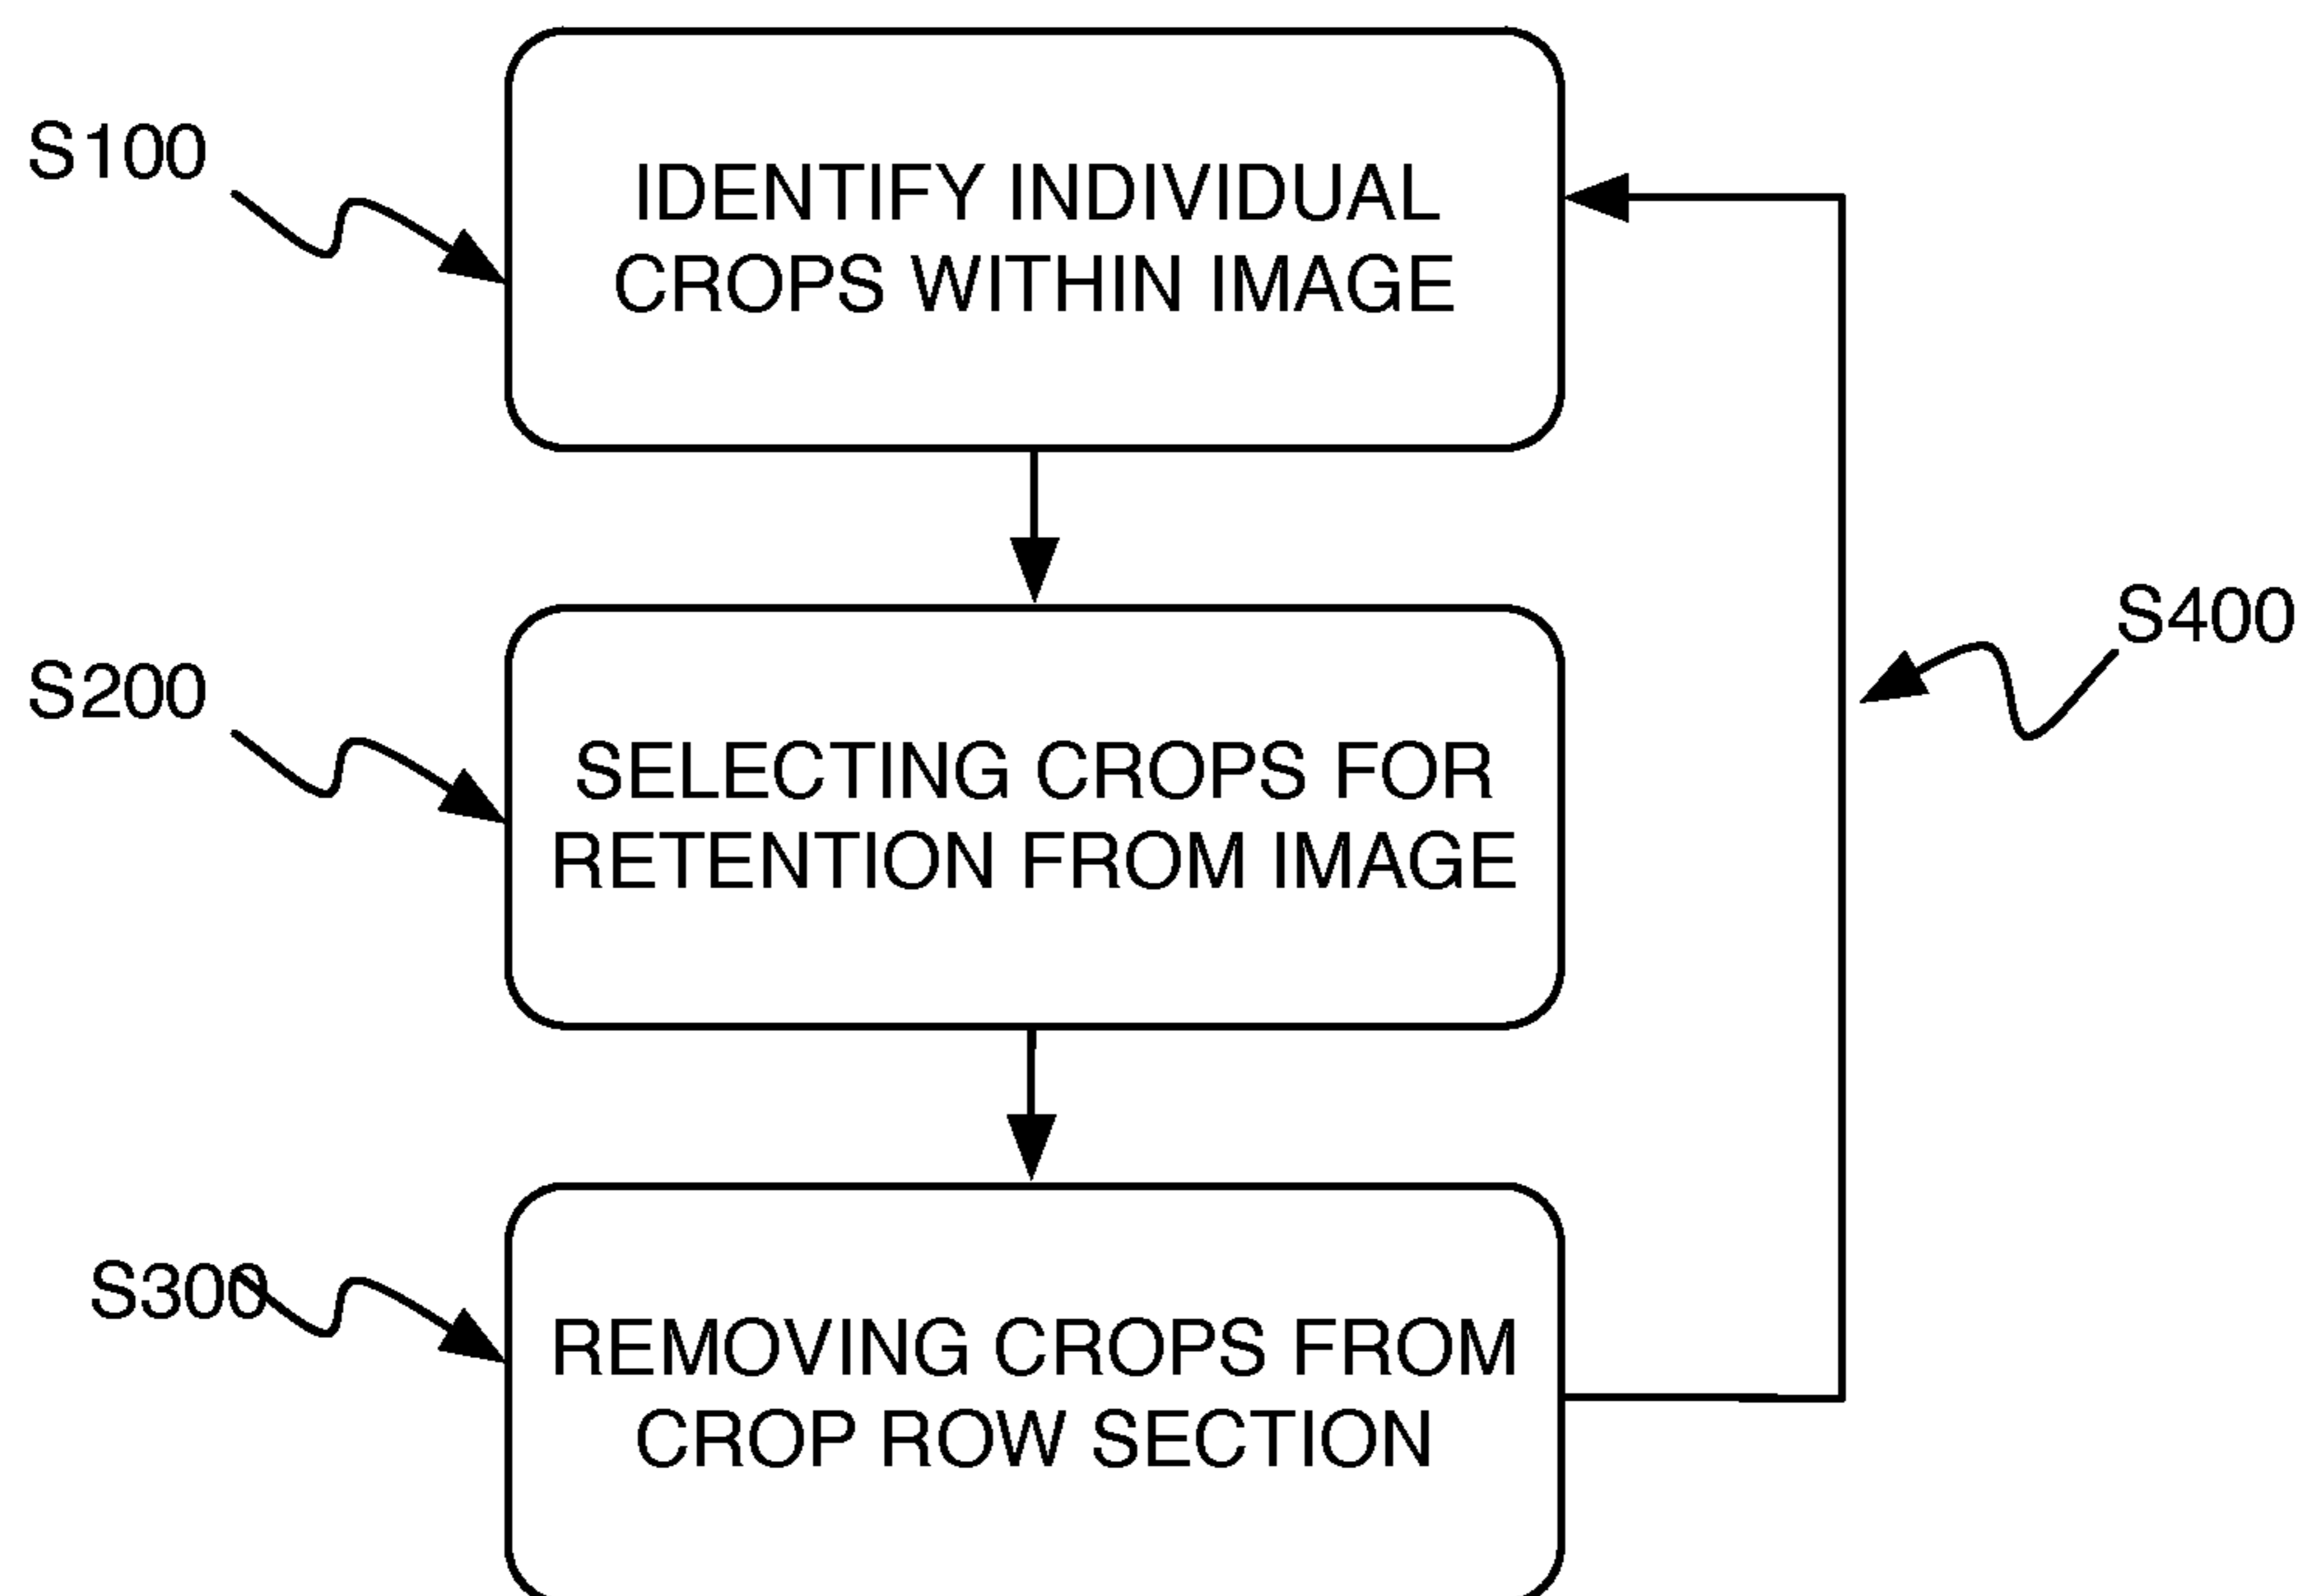 S100
IDENTIFY INDIVIDUAL
CROPS WITHIN IMAGE
S400
S200
SELECTING CROPS FOR
RETENTION FROM IMAGE
S300
REMOVING CROPS FROM
CROP ROW SECTION